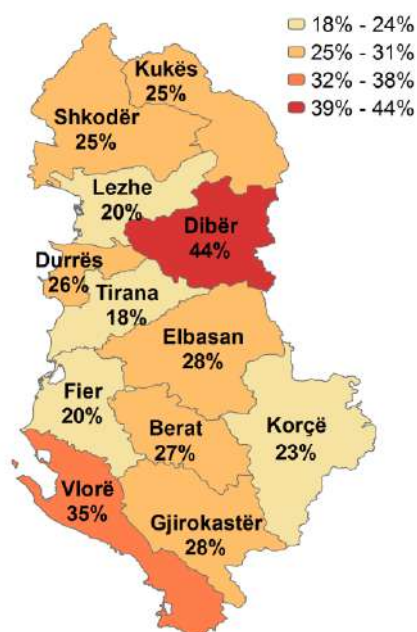 18% - 24%
25% - 31%
32% - 38%
39% - 44%
Kukës
25%
Shkodër
25%
Lezhe
20%
Dibër
44%
Durrës
26%
Tirana
18%
Elbasan
28%
Fier
20%
Berat
27%
Korçë
23%
Vlorë
35%
Gjirokastër
28%